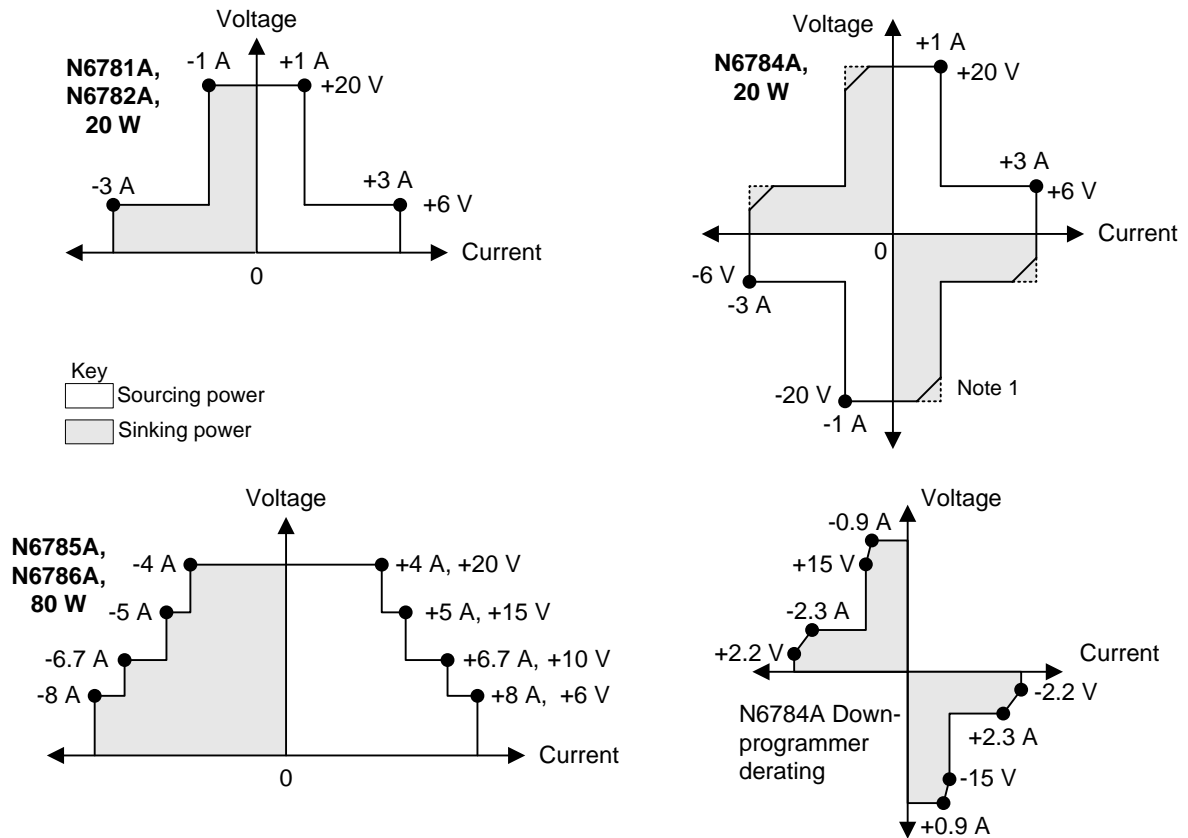 Voltage
-1 A
+1 A
N6781A,
N6782A,
20 W
+20 V
-3 A
+3 A
+6 V
Current
0
Voltage
+1 A
N6784A,
20 W
+20 V
+3 A
+6 V
Current
0
-6 V
-3 A
-20 V
-1 A
Note 1
Key
Sourcing power
Sinking power
Voltage
N6785A,
N6786A,
80 W
-4 A
+4 A, +20 V
-5 A
+5 A, +15 V
-6.7 A
+6.7 A, +10 V
-8 A
+8 A, +6 V
Current
0
Voltage
-0.9 A
+15 V
-2.3 A
+2.2 V
Current
-2.2 V
N6784A Down-
programmer
derating
+2.3 A
-15 V
+0.9 A